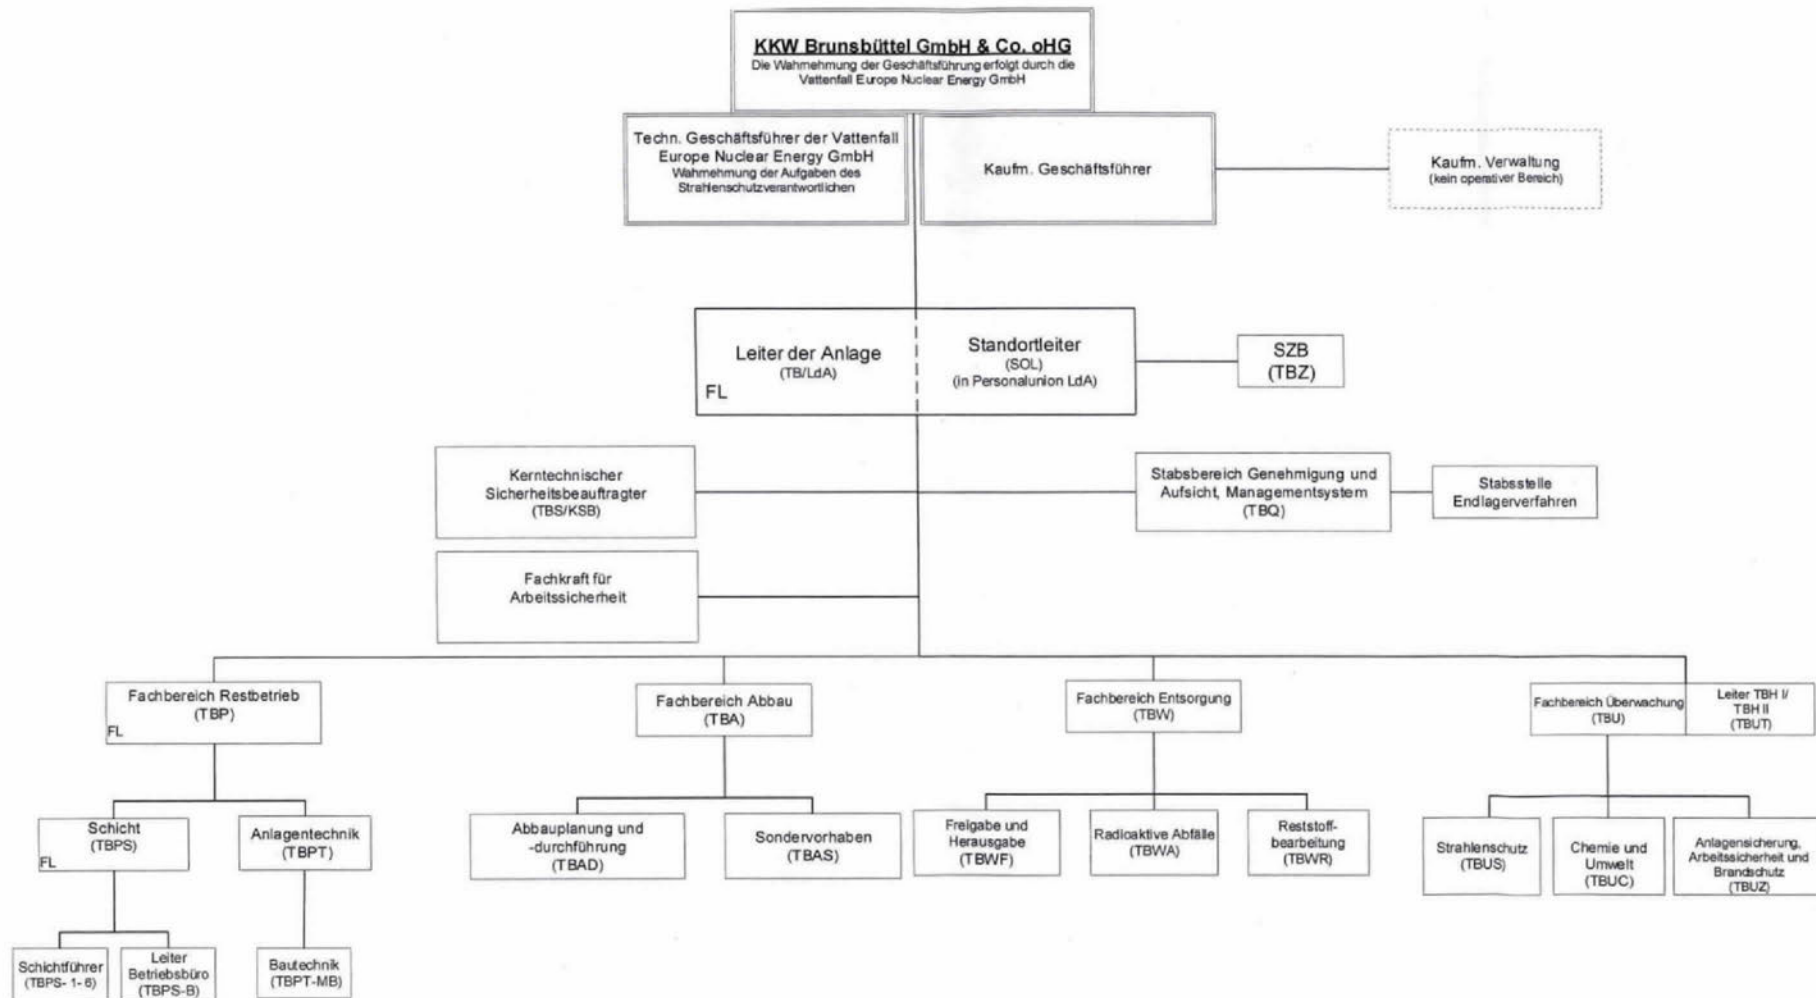 KKW Brunsbüttel GmbH & Co. oHG
Die Wahrnehmung der Geschäftsführung erfolgt durch die
Vattenfall Europe Nuclear Energy GmbH
Techn. Geschäftsführer der Vattenfall
Europe Nuclear Energy GmbH
Wahrnehmung der Aufgaben des
Strahlenschutzverantwortlichen
Kaufm. Geschäftsführer
Kaufm. Verwaltung
(kein operativer Bereich)
Leiter der Anlage
(TB/LdA)
FL
Standortleiter
(SOL)
(in Personalunion LdA)
SZB
(TBZ)
Kerntechnischer
Sicherheitsbeauftragter
(TBS/KSB)
Stabsbereich Genehmigung und
Aufsicht, Managementsystem
(TBQ)
Stabsstelle
Endlagerverfahren
Fachkraft für
Arbeitssicherheit
Fachbereich Restbetrieb
(TBP)
FL
Fachbereich Abbau
(TBA)
Fachbereich Entsorgung
(TBW)
Fachbereich Überwachung
(TBU)
Leiter TBH I/
TBH II
(TBUT)
Schicht
(TBPS)
FL
Anlagentechnik
(TBPT)
Abbauplanung und
-durchführung
(TBAD)
Sondervorhaben
(TBAS)
Freigabe und
Herausgabe
(TBWF)
Radioaktive Abfälle
(TBWA)
Reststoff-
bearbeitung
(TBWR)
Strahlenschutz
(TBUS)
Chemie und
Umwelt
(TBUC)
Anlagensicherung,
Arbeitssicherheit und
Brandschutz
(TBUZ)
Schichtführer
(TBPS- 1- 6)
Leiter
Betriebsbüro
(TBPS-B)
Bautechnik
(TBPT-MB)